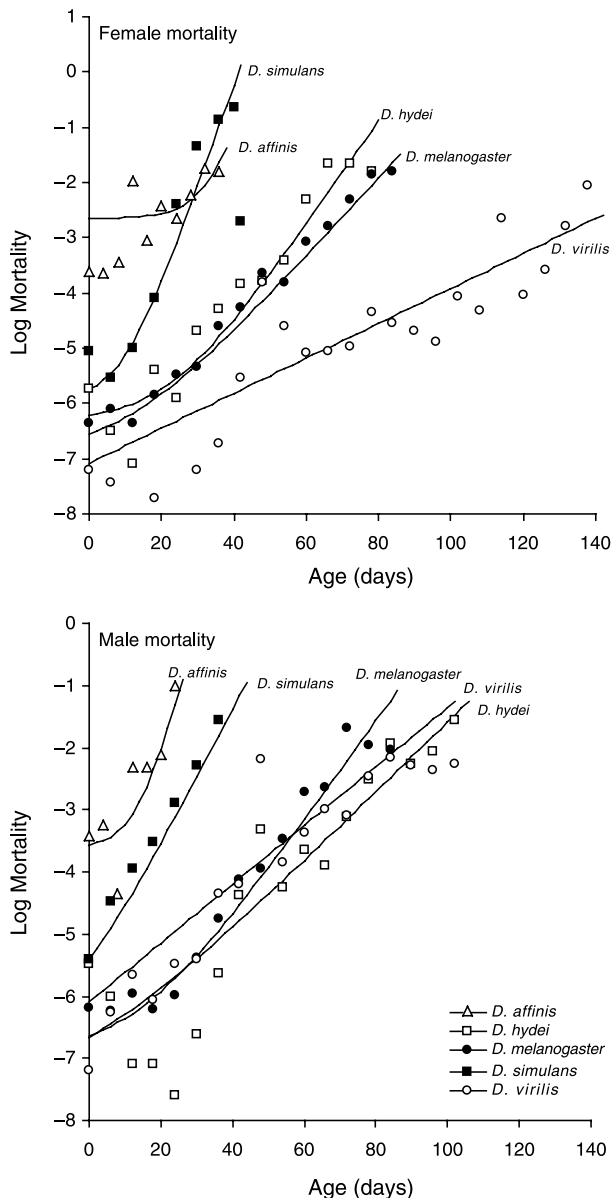 Female mortality
D. simulans
D. affinis
D. hydei
D. melanogaster
D. virilis
1
0
–1
–2
–3
–4
–5
–6
–7
–8
Log Mortality
0 20 40 60 80 100 120 140
Age (days)
Male mortality
D. affinis
D. simulans
D. melanogaster
D. virilis
D. hydei
0
–1
–2
–3
–4
–5
–6
–7
–8
Log Mortality
D. affinis
D. hydei
D. melanogaster
D. simulans
D. virilis
0 20 40 60 80 100 120 140
Age (days)